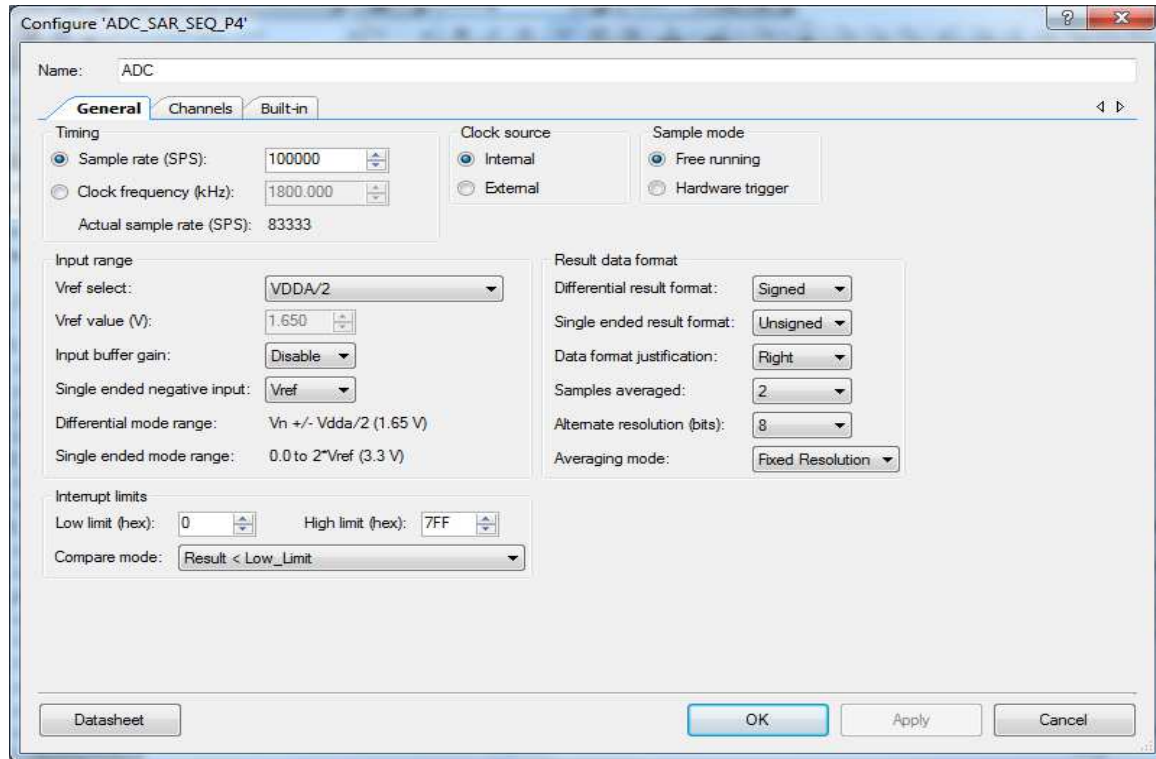 Configure 'ADC_SAR_SEQ_P4'
Name: ADC
General Channels Built-in
Timing
Sample rate (SPS): 100000
Clock frequency (kHz): 1800.000
Actual sample rate (SPS): 83333
Clock source
Internal
External
Sample mode
Free running
Hardware trigger
Input range
Vref select: VDDA/2
Vref value (V): 1.650
Input buffer gain: Disable
Single ended negative input: Vref
Differential mode range: Vn +/- Vdda/2 (1.65 V)
Single ended mode range: 0.0 to 2*Vref (3.3 V)
Result data format
Differential result format: Signed
Single ended result format: Unsigned
Data format justification: Right
Samples averaged: 2
Alternate resolution (bits): 8
Averaging mode: Fixed Resolution
Interrupt limits
Low limit (hex): 0 High limit (hex): 7FF
Compare mode: Result < Low_Limit
Datasheet OK Apply Cancel